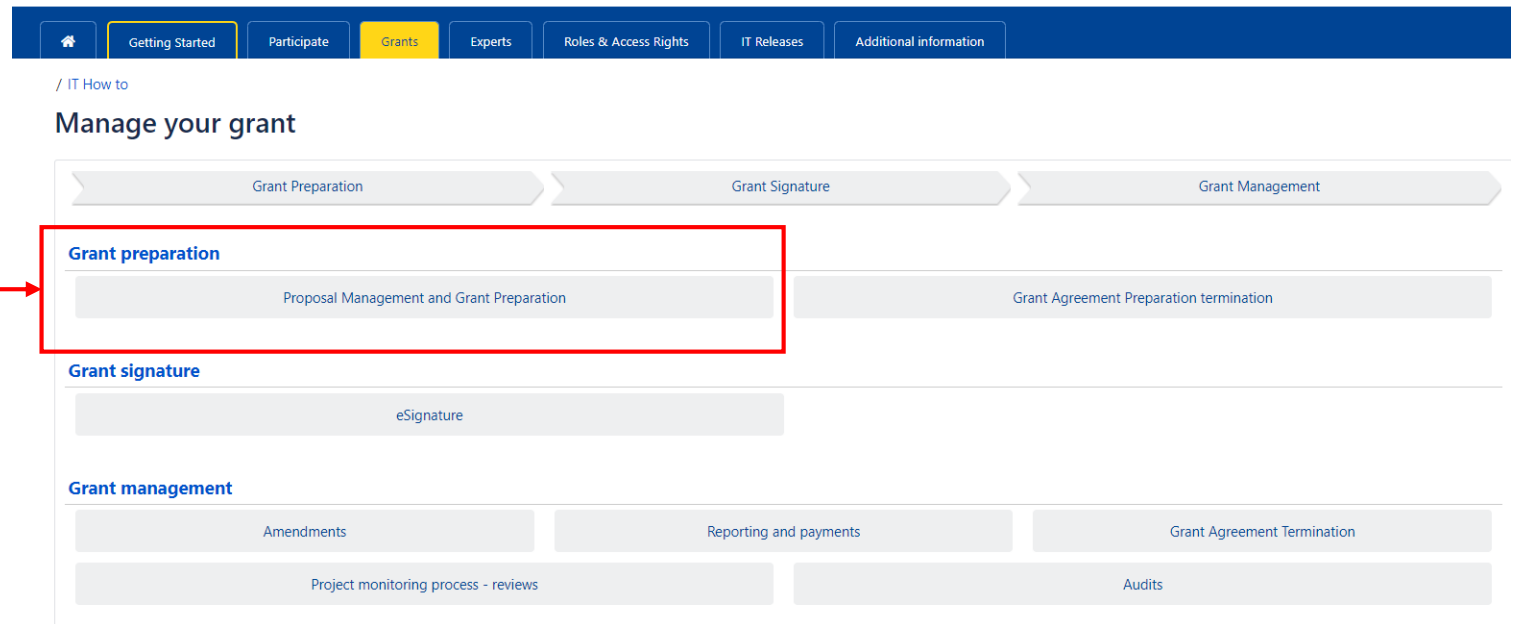 Getting Started Participate Grants Experts Roles & Access Rights IT Releases Additional information
/ IT How to
Manage your grant
Grant Preparation Grant Signature Grant Management
Grant preparation
Proposal Management and Grant Preparation Grant Agreement Preparation termination
Grant signature
eSignature
Grant management
Amendments Reporting and payments Grant Agreement Termination
Project monitoring process - reviews Audits